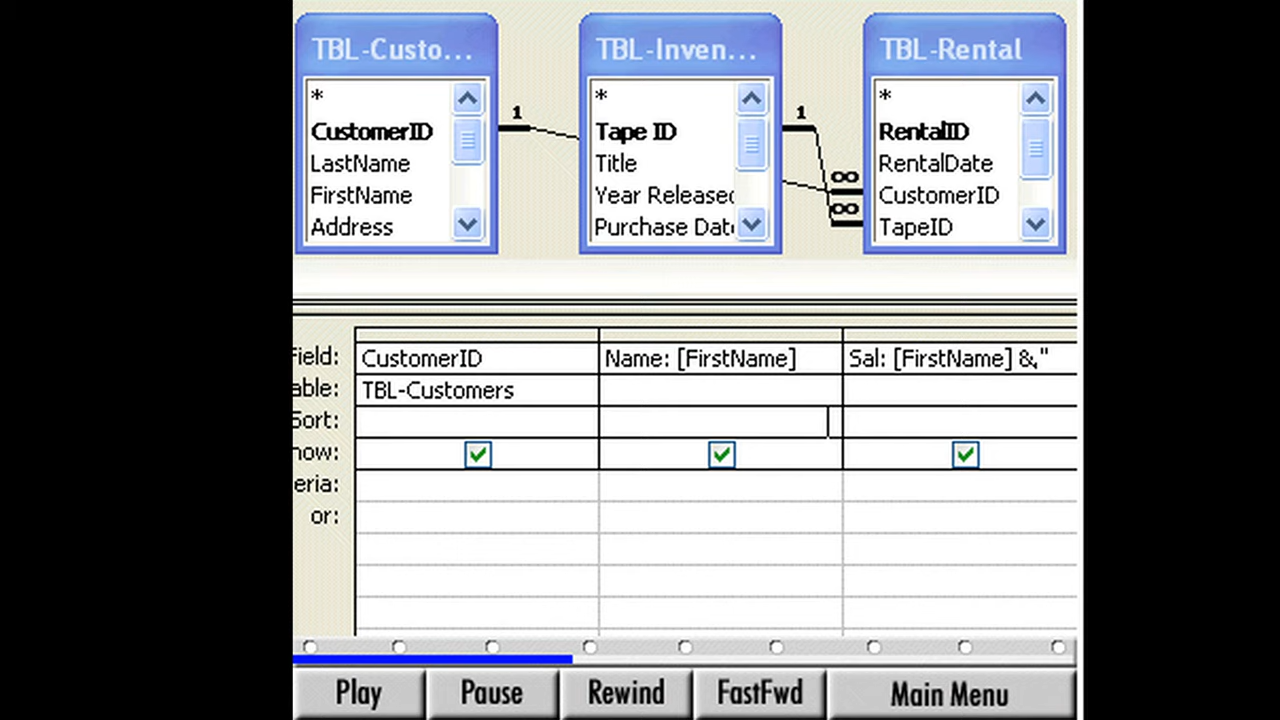 TBL-Custo... TBL-Inven... TBL-Rental
* * *
CustomerID 1 Tape ID 1 RentalID
LastName Title RentalDate
FirstName Year Released ∞ CustomerID
Address Purchase Date ∞ TapeID
Field: CustomerID Name: [FirstName] Sal: [FirstName] &,"
able: TBL-Customers
Sort:
how:
eria:
or:
Play Pause Rewind FastFwd Main Menu